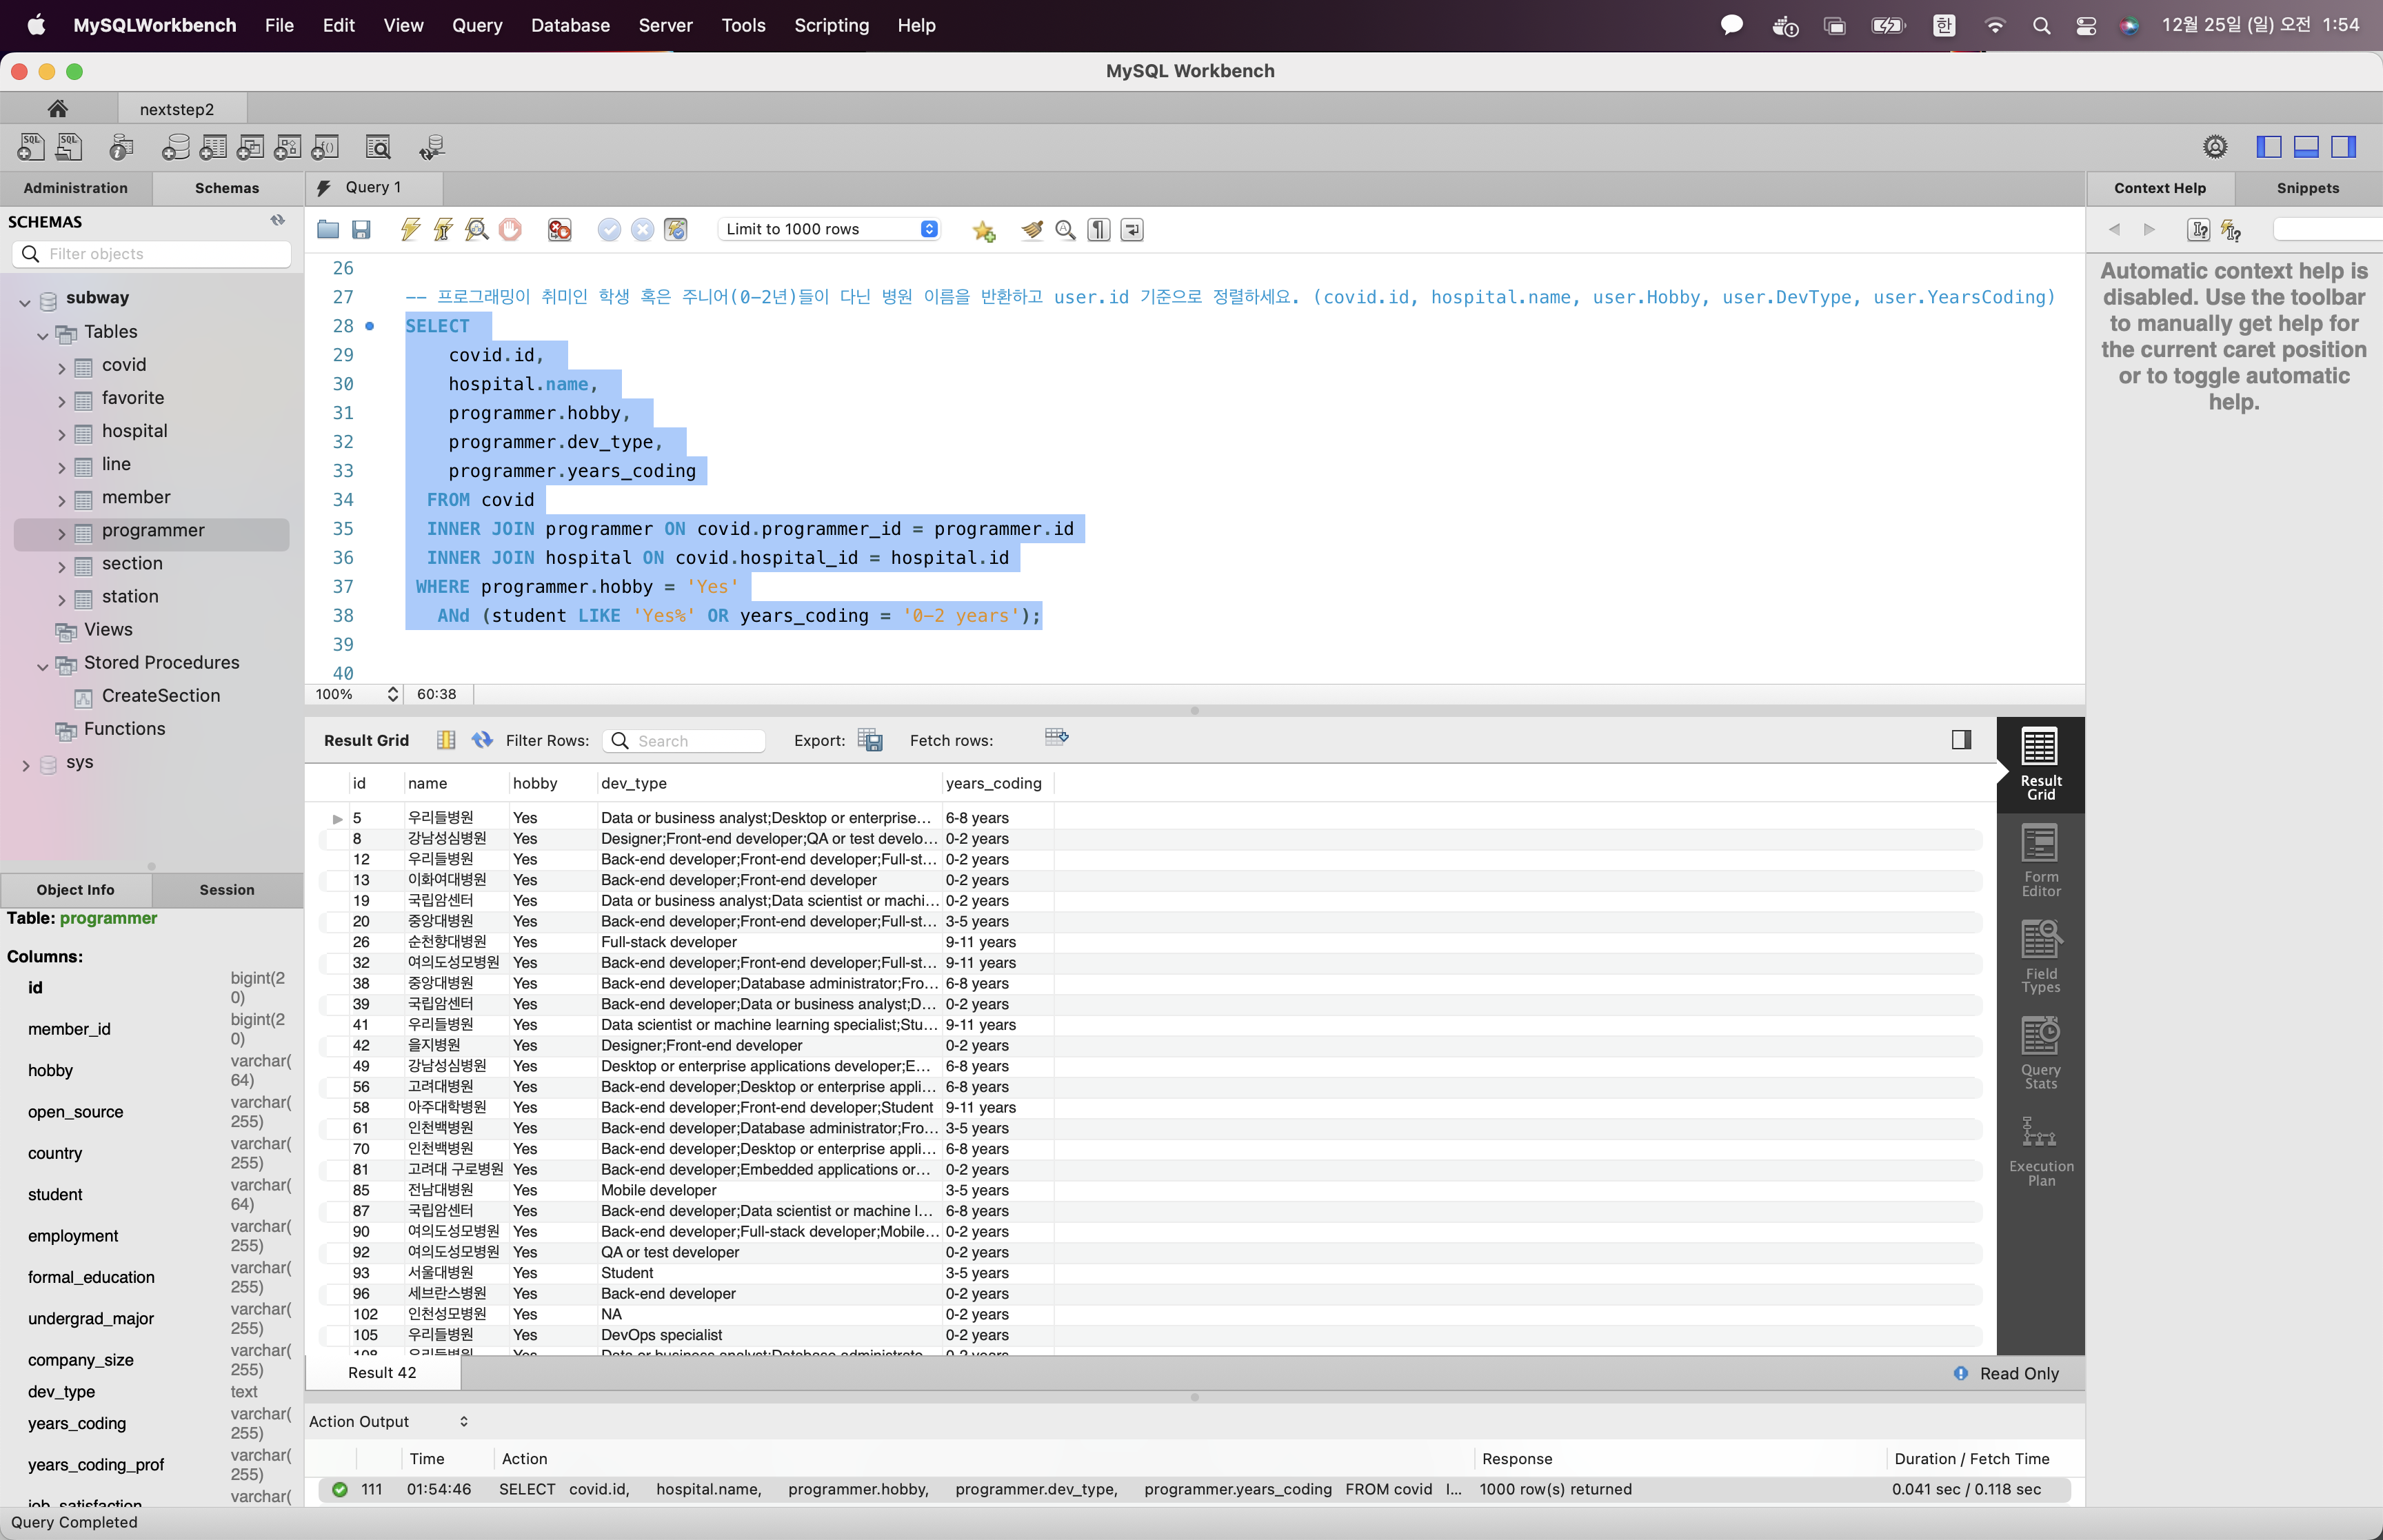 MySQLWorkbench File Edit View Query Database Server Tools Scripting Help 한 12월 25일 (일) 오전 1:54
MySQL Workbench
nextstep2
Administration Schemas Query 1 Context Help Snippets
SCHEMAS
Limit to 1000 rows
Filter objects
subway
Tables
covid
favorite
hospital
line
member
programmer
section
station
Views
Stored Procedures
CreateSection
Functions
sys
26
27 -- 프로그래밍이 취미인 학생 혹은 주니어(0-2년)들이 다닌 병원 이름을 반환하고 user.id 기준으로 정렬하세요. (covid.id, hospital.name, user.Hobby, user.DevType, user.YearsCoding)
28 SELECT
29 covid.id,
30 hospital.name,
31 programmer.hobby,
32 programmer.dev_type,
33 programmer.years_coding
34 FROM covid
35 INNER JOIN programmer ON covid.programmer_id = programmer.id
36 INNER JOIN hospital ON covid.hospital_id = hospital.id
37 WHERE programmer.hobby = 'Yes'
38 ANd (student LIKE 'Yes%' OR years_coding = '0-2 years');
39
40
100% 60:38
Automatic context help is
disabled. Use the toolbar
to manually get help for
the current caret position
or to toggle automatic
help.
Result Grid Filter Rows: Search Export: Fetch rows:
id name hobby dev_type years_coding
5 우리들병원 Yes Data or business analyst;Desktop or enterprise... 6-8 years
8 강남성심병원 Yes Designer;Front-end developer;QA or test develo... 0-2 years
12 우리들병원 Yes Back-end developer;Front-end developer;Full-st... 0-2 years
13 이화여대병원 Yes Back-end developer;Front-end developer 0-2 years
19 국립암센터 Yes Data or business analyst;Data scientist or machi... 0-2 years
20 중앙대병원 Yes Back-end developer;Front-end developer;Full-st... 3-5 years
26 순천향대병원 Yes Full-stack developer 9-11 years
32 여의도성모병원 Yes Back-end developer;Front-end developer;Full-st... 9-11 years
38 중앙대병원 Yes Back-end developer;Database administrator;Fro... 6-8 years
39 국립암센터 Yes Back-end developer;Data or business analyst;D... 0-2 years
41 우리들병원 Yes Data scientist or machine learning specialist;Stu... 9-11 years
42 을지병원 Yes Designer;Front-end developer 0-2 years
49 강남성심병원 Yes Desktop or enterprise applications developer;E... 6-8 years
56 고려대병원 Yes Back-end developer;Desktop or enterprise appli... 6-8 years
58 아주대학병원 Yes Back-end developer;Front-end developer;Student 9-11 years
61 인천백병원 Yes Back-end developer;Database administrator;Fro... 3-5 years
70 인천백병원 Yes Back-end developer;Desktop or enterprise appli... 6-8 years
81 고려대 구로병원 Yes Back-end developer;Embedded applications or... 0-2 years
85 전남대병원 Yes Mobile developer 3-5 years
87 국립암센터 Yes Back-end developer;Data scientist or machine l... 6-8 years
90 여의도성모병원 Yes Back-end developer;Full-stack developer;Mobile... 0-2 years
92 여의도성모병원 Yes QA or test developer 0-2 years
93 서울대병원 Yes Student 3-5 years
96 세브란스병원 Yes Back-end developer 0-2 years
102 인천성모병원 Yes NA 0-2 years
105 우리들병원 Yes DevOps specialist 0-2 years
Result
Grid
Form
Editor
Field
Types
Query
Stats
Execution
Plan
Object Info Session
Table: programmer
Columns:
id bigint(2
0)
member_id bigint(2
0)
hobby varchar(
64)
open_source varchar(
255)
country varchar(
255)
student varchar(
64)
employment varchar(
255)
formal_education varchar(
255)
undergrad_major varchar(
255)
company_size varchar(
255)
dev_type text
years_coding varchar(
255)
years_coding_prof varchar(
255)
job_satisfaction varchar(
Result 42 Read Only
Action Output
Time Action Response Duration / Fetch Time
111 01:54:46 SELECT covid.id, hospital.name, programmer.hobby, programmer.dev_type, programmer.years_coding FROM covid I... 1000 row(s) returned 0.041 sec / 0.118 sec
Query Completed